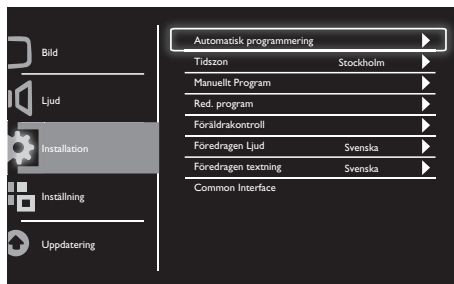 Bild
Ljud
Installation
Inställning
Uppdatering
Automatisk programmering
Tidszon Stockholm
Manuellt Program
Red. program
Föräldrakontroll
Föredragen Ljud Svenska
Föredragen textning Svenska
Common Interface